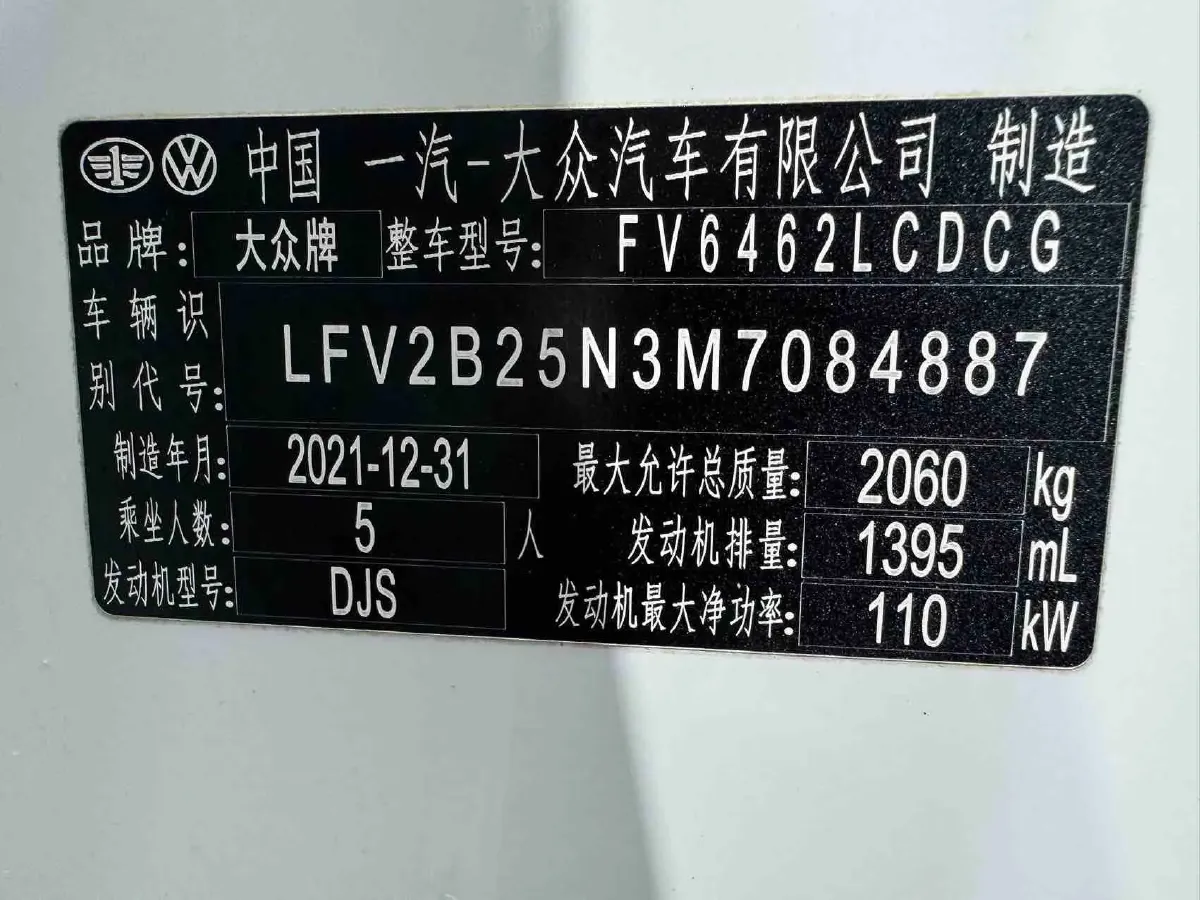 中国 一汽-大众汽车有限公司 制造
品牌: 大众牌 整车型号: FV6462LCDCG
车辆识别代号: LFV2B25N3M7084887
制造年月: 2021-12-31 最大允许总质量: 2060 kg
乘坐人数: 5 人 发动机排量: 1395 mL
发动机型号: DJS 发动机最大净功率: 110 kW